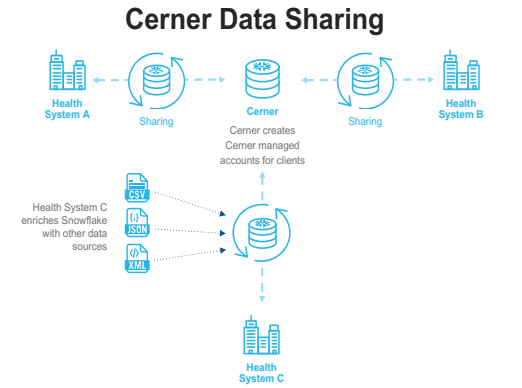 Cerner Data Sharing
Health
System A
Sharing
Cerner
Sharing
Health
System B
Cerner creates
Cerner managed
accounts for clients
Health System C
enriches Snowflake
with other data
sources
CSV
{;}
JSON
</>
XML
Health
System C